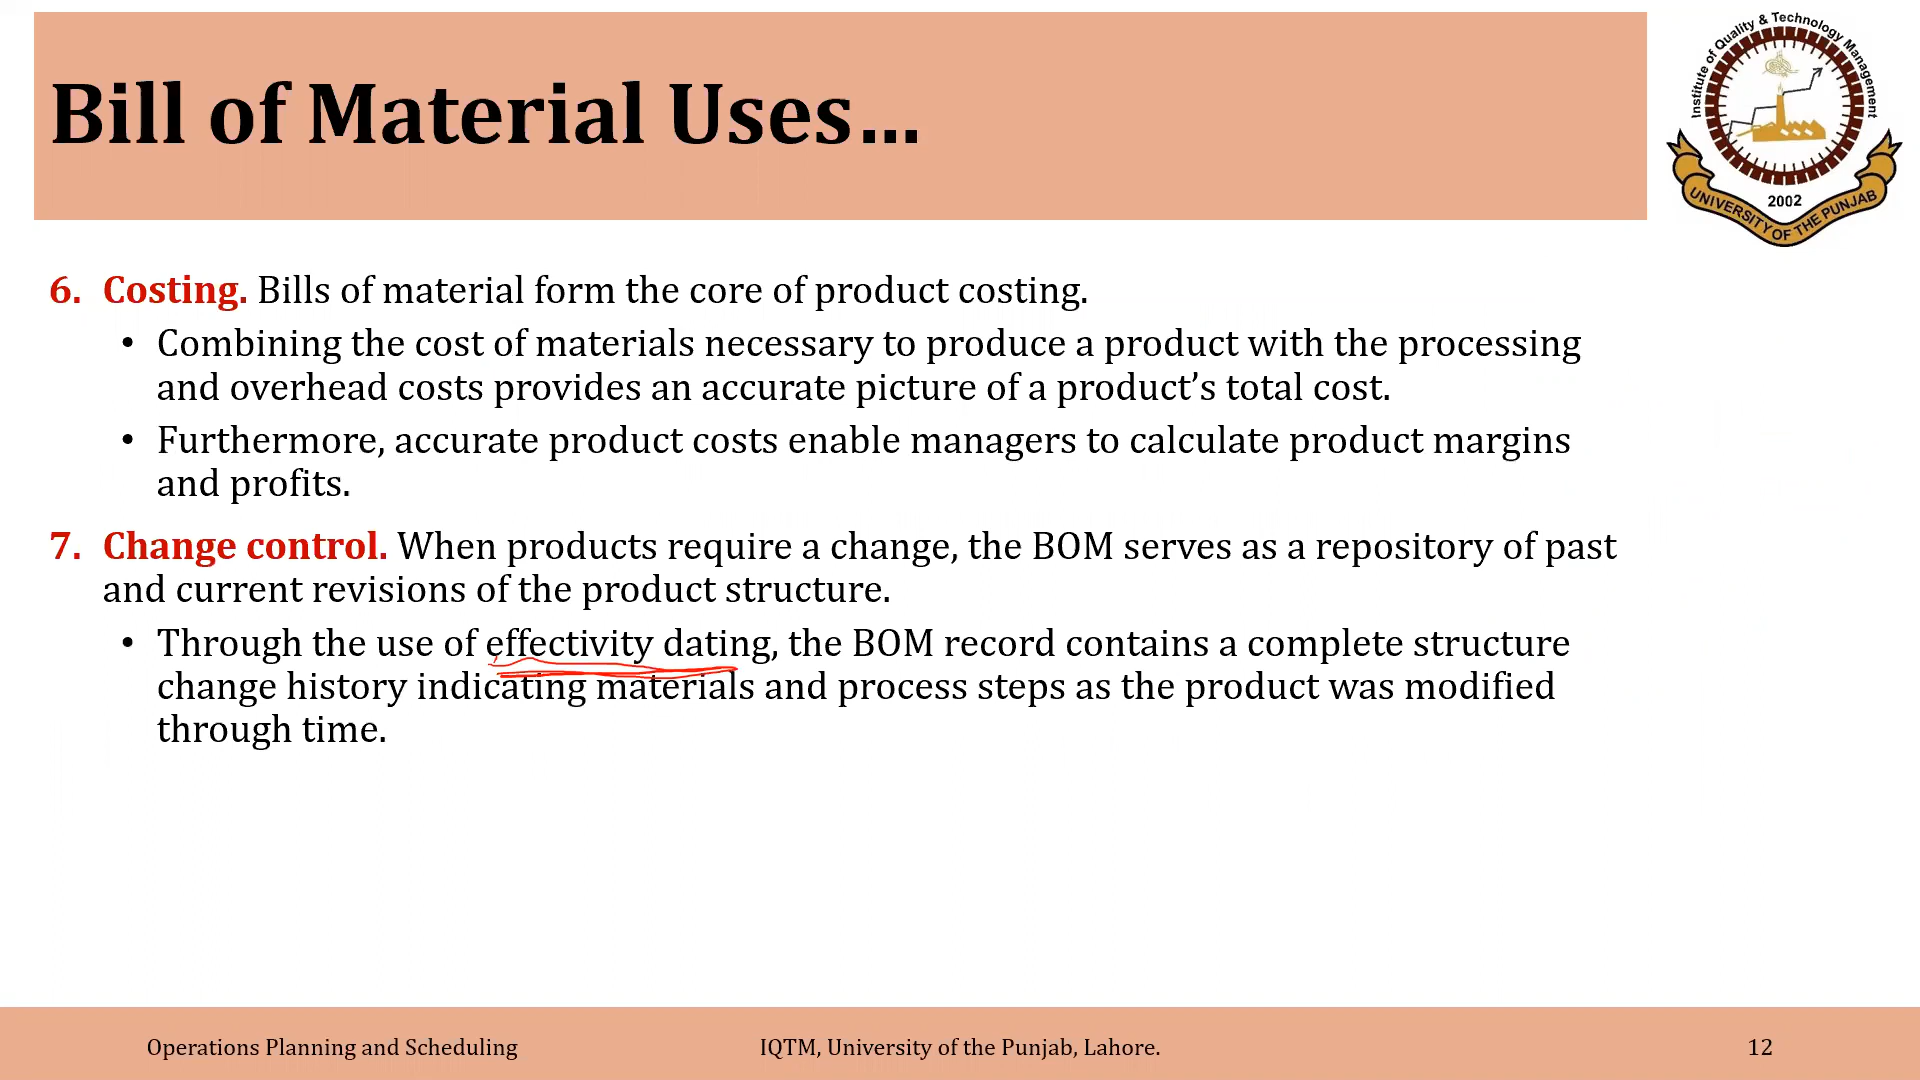 Bill of Material Uses...
Institute of Quality & Technology Management
2002
UNIVERSITY OF THE PUNJAB
6. Costing. Bills of material form the core of product costing.
• Combining the cost of materials necessary to produce a product with the processing
and overhead costs provides an accurate picture of a product’s total cost.
• Furthermore, accurate product costs enable managers to calculate product margins
and profits.
7. Change control. When products require a change, the BOM serves as a repository of past
and current revisions of the product structure.
• Through the use of effectivity dating, the BOM record contains a complete structure
change history indicating materials and process steps as the product was modified
through time.
Operations Planning and Scheduling
IQTM, University of the Punjab, Lahore.
12